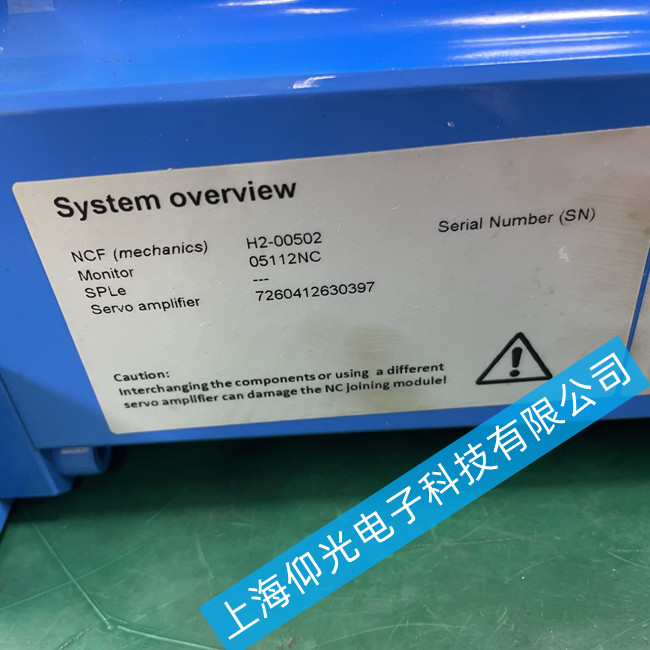 System overview
Serial Number (SN)
NCF (mechanics) H2-00502
Monitor 05112NC
SPLe ---
Servo amplifier 7260412630397
Caution:
Interchanging the components or using a different
servo amplifier can damage the NC joining module!
上海仰光电子科技有限公司